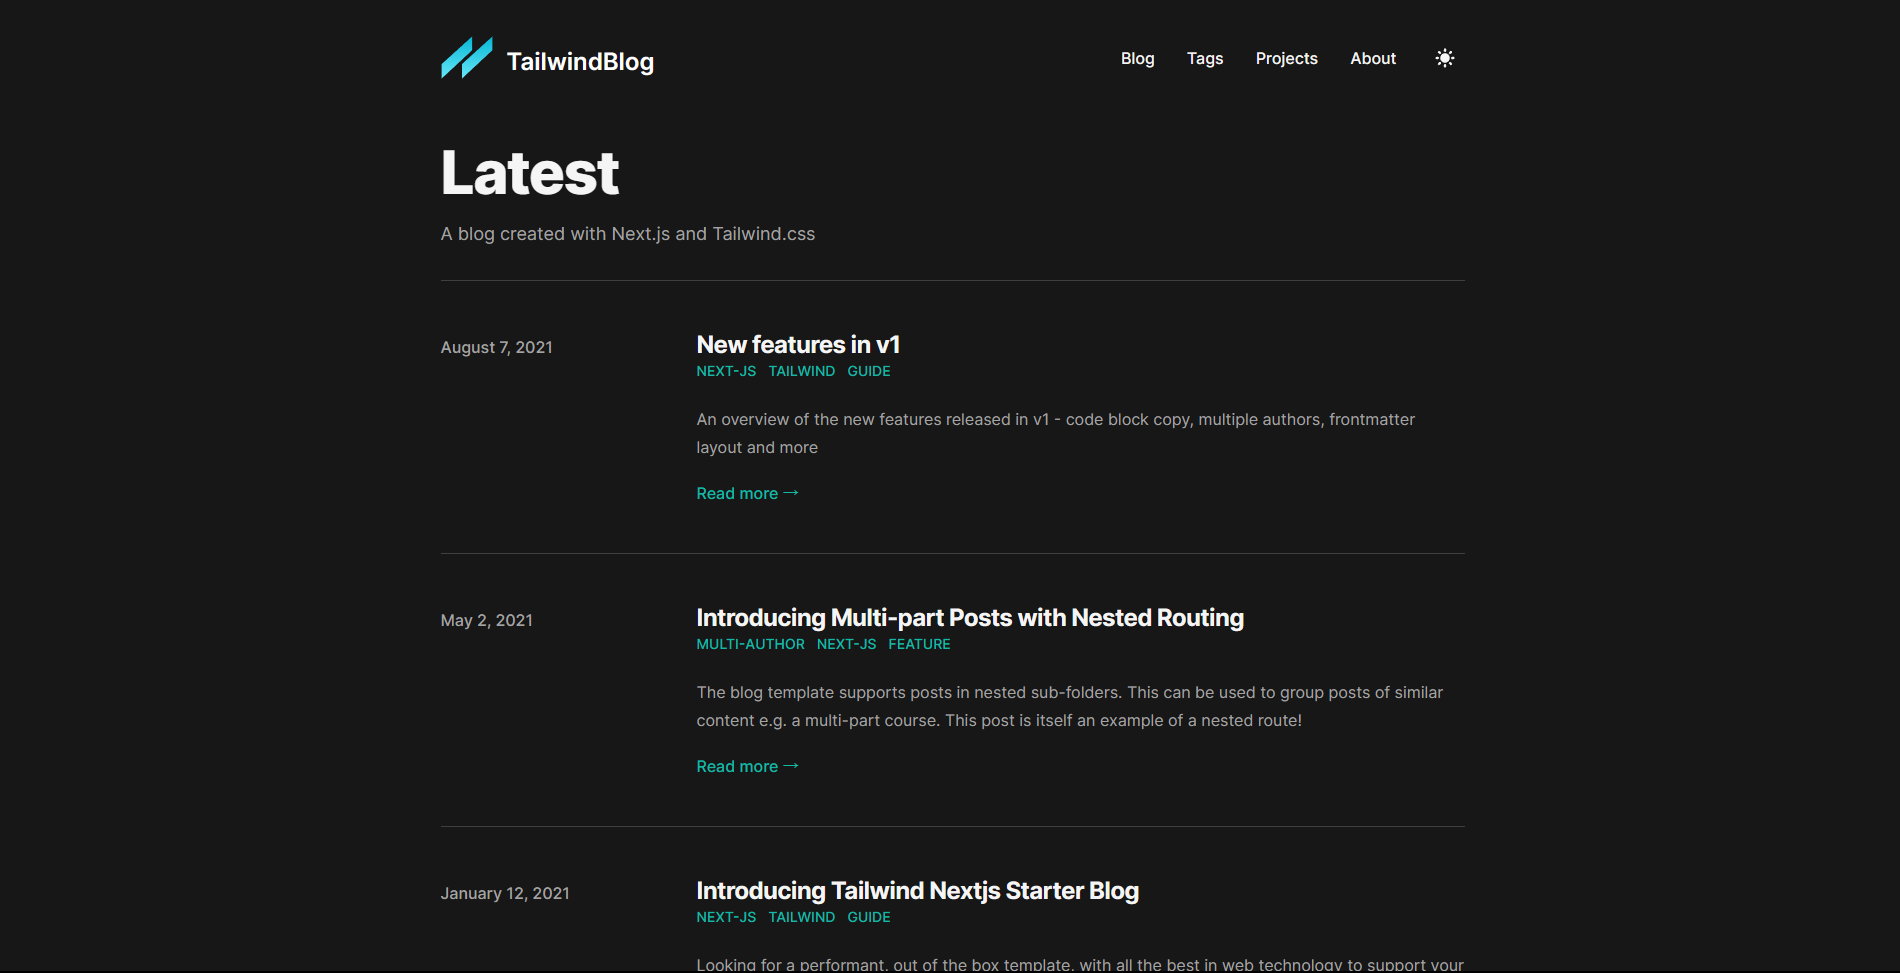 TailwindBlog
Blog Tags Projects About
Latest
A blog created with Next.js and Tailwind.css
August 7, 2021
New features in v1
NEXT-JS TAILWIND GUIDE
An overview of the new features released in v1 - code block copy, multiple authors, frontmatter
layout and more
Read more →
May 2, 2021
Introducing Multi-part Posts with Nested Routing
MULTI-AUTHOR NEXT-JS FEATURE
The blog template supports posts in nested sub-folders. This can be used to group posts of similar
content e.g. a multi-part course. This post is itself an example of a nested route!
Read more →
January 12, 2021
Introducing Tailwind Nextjs Starter Blog
NEXT-JS TAILWIND GUIDE
Looking for a performant, out of the box template, with all the best in web technology to support your